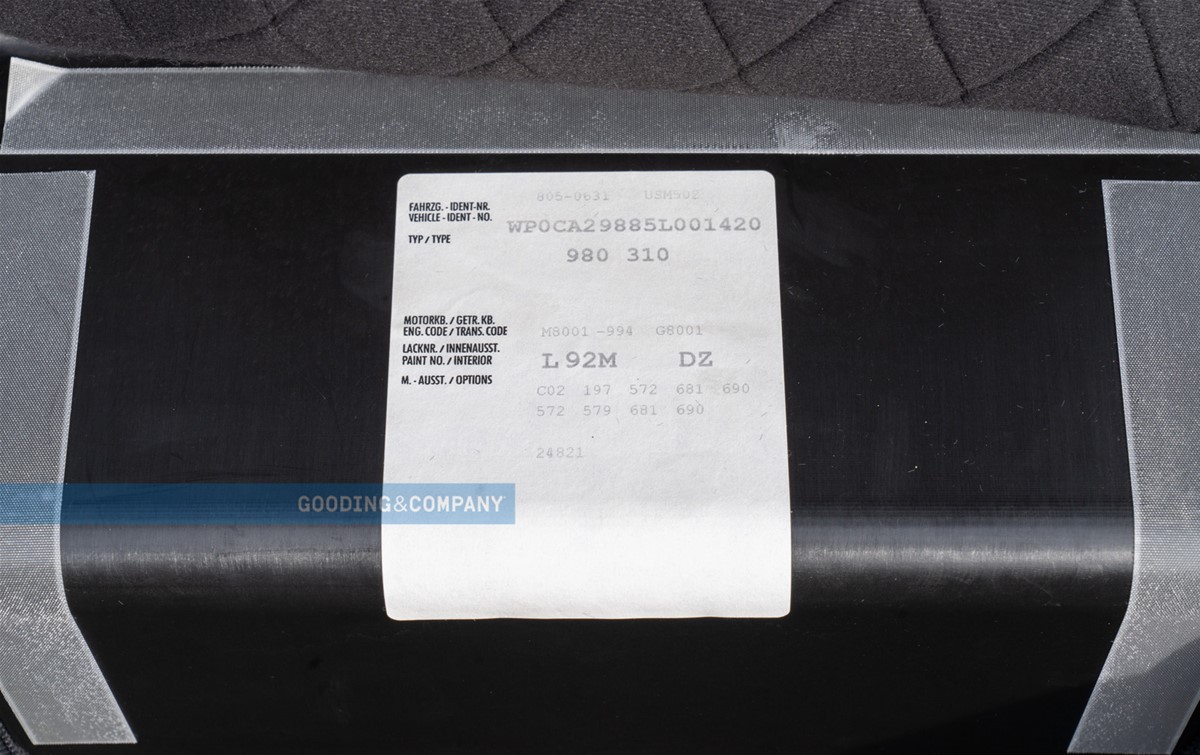 805-0631 USM502
FAHRZG. - IDENT-NR.
VEHICLE - IDENT - NO.
WP0CA29885L001420
TYP / TYPE
980 310
MOTORKB. / GETR. KB.
ENG. CODE / TRANS. CODE
M8001 -994 G8001
LACKNR. / INNENAUSST.
PAINT NO. / INTERIOR
L 92M DZ
M. - AUSST. / OPTIONS
C02 197 572 681 690
572 579 681 690
24821
GOODING&COMPANY